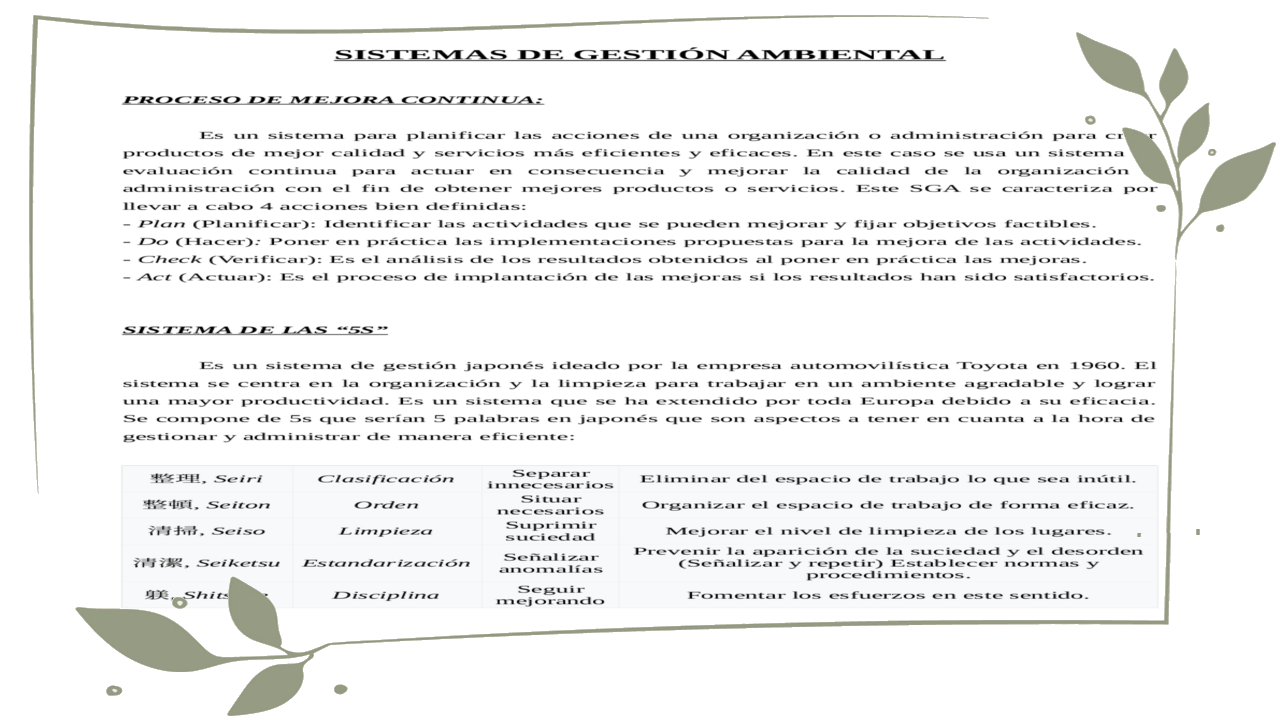 SISTEMAS DE GESTIÓN AMBIENTAL
PROCESO DE MEJORA CONTINUA:
Es un sistema para planificar las acciones de una organización o administración para
productos de mejor calidad y servicios más eficientes y eficaces. En este caso se usa un sistema
evaluación continua para actuar en consecuencia y mejorar la calidad de la organización
administración con el fin de obtener mejores productos o servicios. Este SGA se caracteriza por
llevar a cabo 4 acciones bien definidas:
- Plan (Planificar): Identificar las actividades que se pueden mejorar y fijar objetivos factibles.
- Do (Hacer): Poner en práctica las implementaciones propuestas para la mejora de las actividades.
- Check (Verificar): Es el análisis de los resultados obtenidos al poner en práctica las mejoras.
- Act (Actuar): Es el proceso de implantación de las mejoras si los resultados han sido satisfactorios.
SISTEMA DE LAS “5S”
Es un sistema de gestión japonés ideado por la empresa automovilística Toyota en 1960. El
sistema se centra en la organización y la limpieza para trabajar en un ambiente agradable y lograr
una mayor productividad. Es un sistema que se ha extendido por toda Europa debido a su eficacia.
Se compone de 5s que serían 5 palabras en japonés que son aspectos a tener en cuanta a la hora de
gestionar y administrar de manera eficiente:
整理, Seiri Clasificación Separar innecesarios Eliminar del espacio de trabajo lo que sea inútil.
整頓, Seiton Orden Situar necesarios Organizar el espacio de trabajo de forma eficaz.
清掃, Seiso Limpieza Suprimir suciedad Mejorar el nivel de limpieza de los lugares.
清潔, Seiketsu Estandarización Señalizar anomalías Prevenir la aparición de la suciedad y el desorden (Señalizar y repetir) Establecer normas y procedimientos.
躾, Disciplina Seguir mejorando Fomentar los esfuerzos en este sentido.